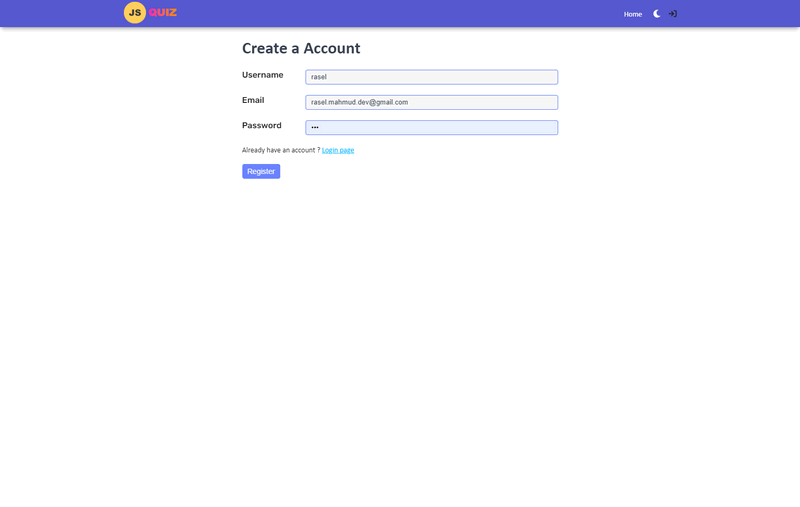 JS QUIZ
Home
Create a Account
Username
rasel
Email
rasel.mahmud.dev@gmail.com
Password
•••
Already have an account ? Login page
Register